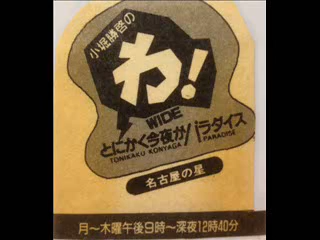 小堀勝啓の
わ!
WIDE
とにかく今夜がパラダイス
TONIKAKU KONYAGA PARADISE
名古屋の星
月〜木曜午後9時〜深夜12時40分